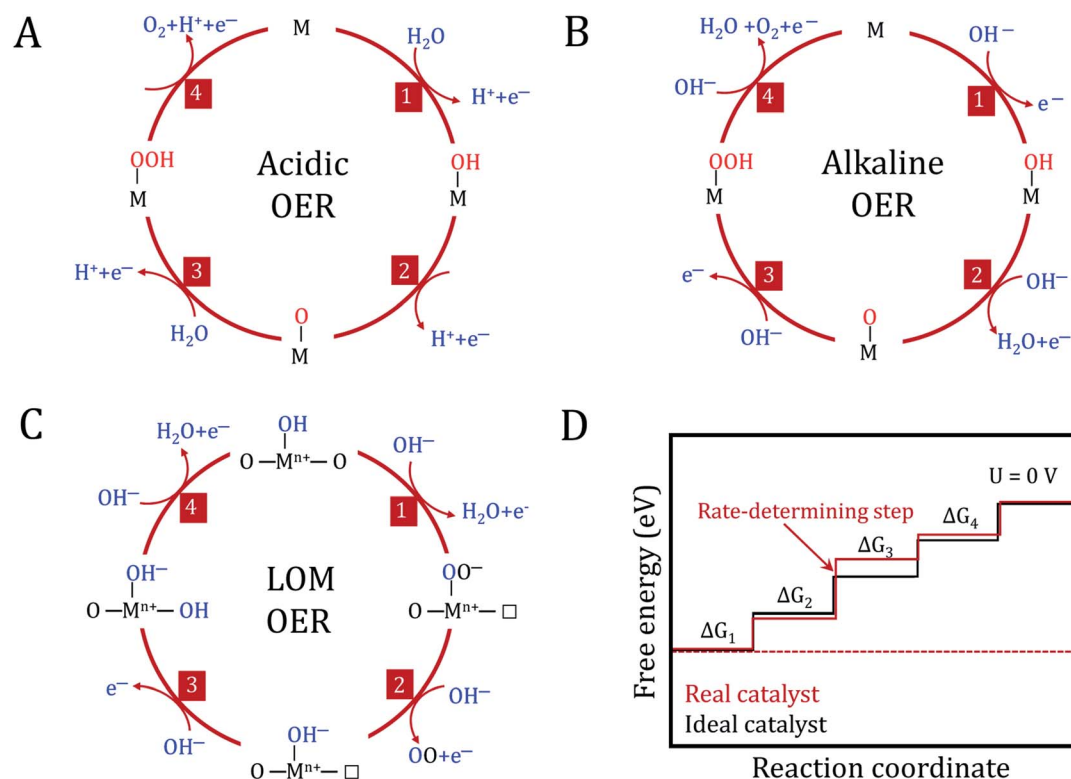 A
O₂+H⁺+e⁻
M
H₂O
4
1
H⁺+e⁻
OOH
M
Acidic
OER
OH
M
H⁺+e⁻
3
2
H₂O
O
M
H⁺+e⁻
B
H₂O +O₂+e⁻
M
OH⁻
OH⁻
4
1
e⁻
OOH
M
Alkaline
OER
OH
M
e⁻
3
2
OH⁻
OH⁻
O
M
H₂O+e⁻
C
H₂O+e⁻
OH
O—Mⁿ⁺—O
OH⁻
OH⁻
4
1
H₂O+e⁻
OH⁻
O—Mⁿ⁺—OH
LOM
OER
OO⁻
O—Mⁿ⁺—□
e⁻
3
2
OH⁻
OH⁻
OH⁻
O—Mⁿ⁺—□
OO+e⁻
D
Free energy (eV)
U = 0 V
Rate-determining step
ΔG₄
ΔG₃
ΔG₂
ΔG₁
Real catalyst
Ideal catalyst
Reaction coordinate